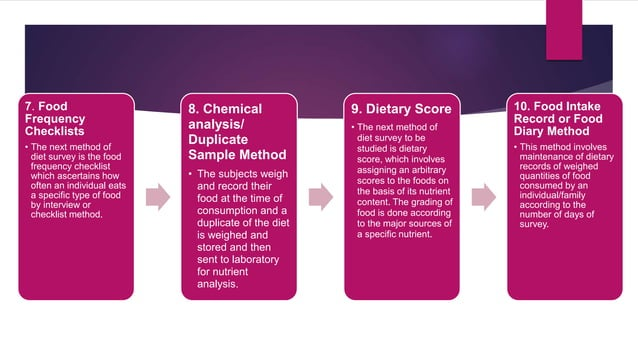 7. Food
Frequency
Checklists
• The next method of
diet survey is the food
frequency checklist
which ascertains how
often an individual eats
a specific type of food
by interview or
checklist method.
8. Chemical
analysis/
Duplicate
Sample Method
• The subjects weigh
and record their
food at the time of
consumption and a
duplicate of the diet
is weighed and
stored and then
sent to laboratory
for nutrient
analysis.
9. Dietary Score
• The next method of
diet survey to be
studied is dietary
score, which involves
assigning an arbitrary
scores to the foods on
the basis of its nutrient
content. The grading of
food is done according
to the major sources of
a specific nutrient.
10. Food Intake
Record or Food
Diary Method
• This method involves
maintenance of dietary
records of weighed
quantities of food
consumed by an
individual/family
according to the
number of days of
survey.